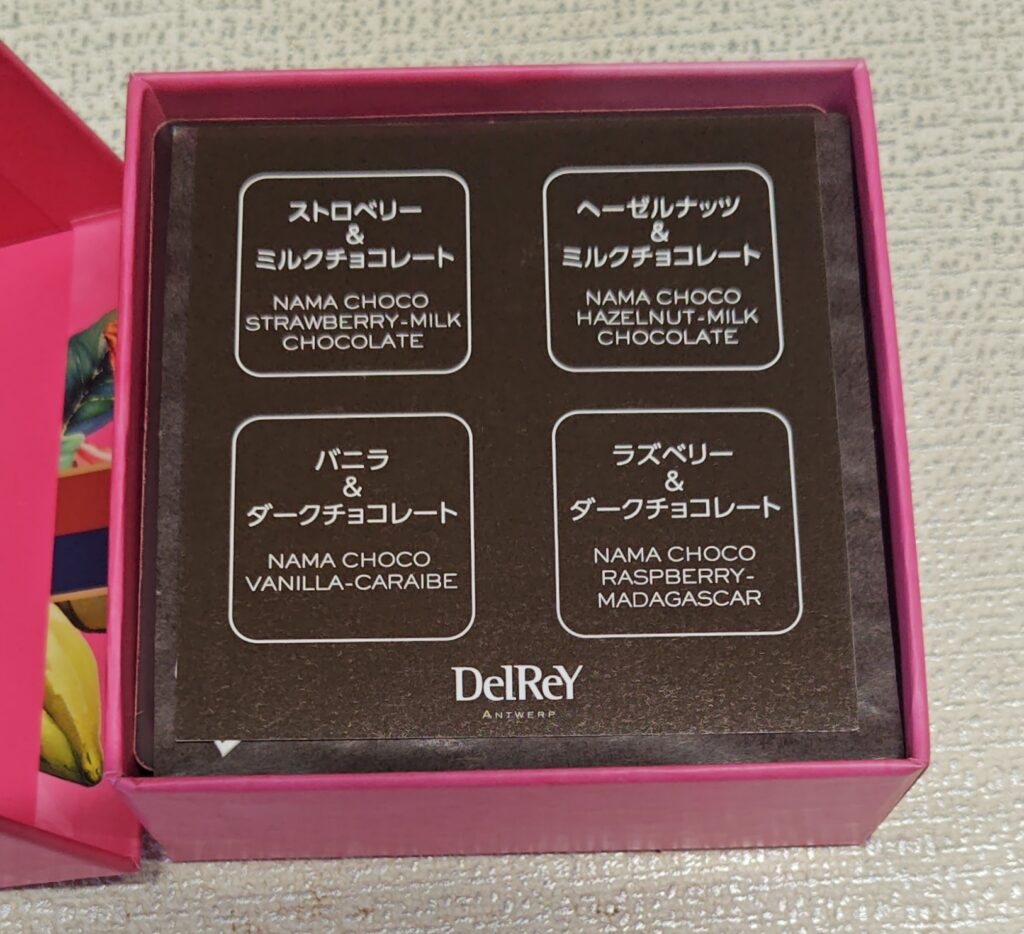 ストロベリー
&
ミルクチョコレート
NAMA CHOCO
STRAWBERRY-MILK
CHOCOLATE
ヘーゼルナッツ
&
ミルクチョコレート
NAMA CHOCO
HAZELNUT-MILK
CHOCOLATE
バニラ
&
ダークチョコレート
NAMA CHOCO
VANILLA-CARAIBE
ラズベリー
&
ダークチョコレート
NAMA CHOCO
RASPBERRY-
MADAGASCAR
DelReY
ANTWERP